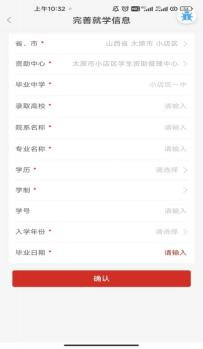 上午10:32
完善就学信息
省、市 * 山西省 太原市 小店区
资助中心 * 太原市小店区学生资助管理中心
毕业中学 * 小店区一中
录取高校 * 请输入
院系名称 * 请输入
专业名称 * 请输入
学历 * 请选择
学制 *
学号 请输入
入学年份 * 请选择
毕业日期 * 请输入
确认